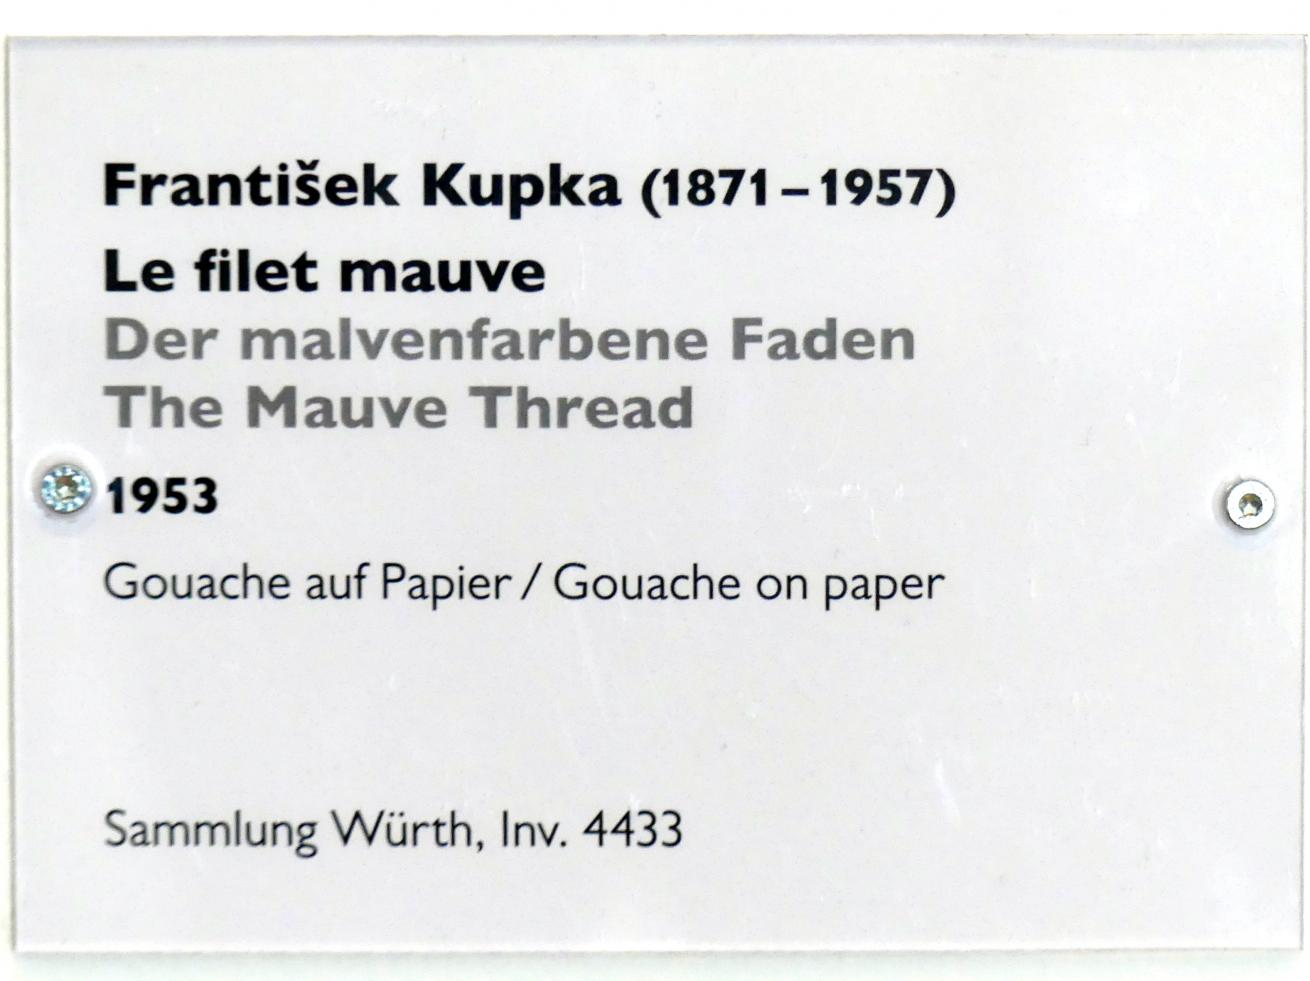 František Kupka (1871–1957)
Le filet mauve
Der malvenfarbene Faden
The Mauve Thread
1953
Gouache auf Papier / Gouache on paper
Sammlung Würth, Inv. 4433